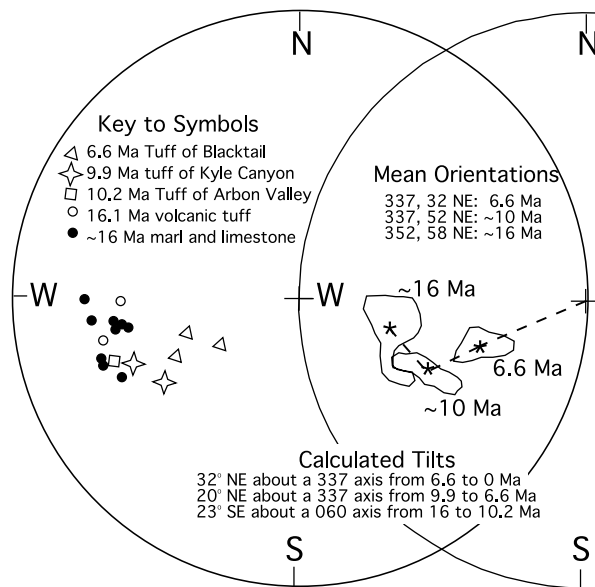 N
N
Key to Symbols
6.6 Ma Tuff of Blacktail
9.9 Ma tuff of Kyle Canyon
10.2 Ma Tuff of Arbon Valley
16.1 Ma volcanic tuff
~16 Ma marl and limestone
Mean Orientations
337, 32 NE: 6.6 Ma
337, 52 NE: ~10 Ma
352, 58 NE: ~16 Ma
W
W
~16 Ma
6.6 Ma
~10 Ma
Calculated Tilts
32° NE about a 337 axis from 6.6 to 0 Ma
20° NE about a 337 axis from 9.9 to 6.6 Ma
23° SE about a 060 axis from 16 to 10.2 Ma
S
S